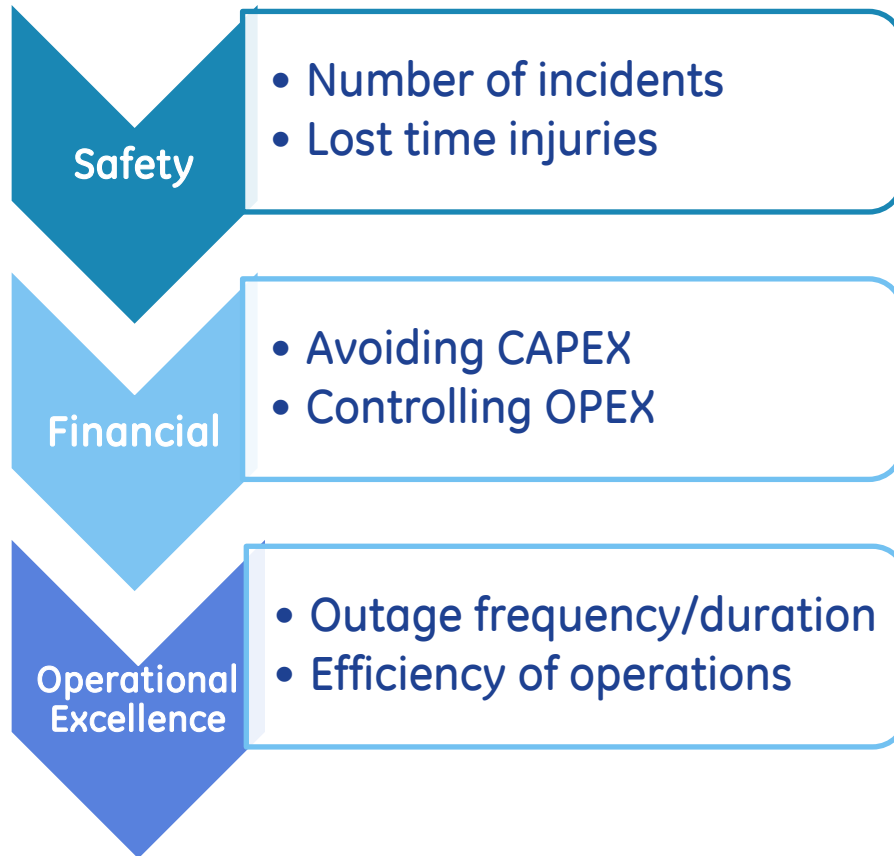 Safety
• Number of incidents
• Lost time injuries
Financial
• Avoiding CAPEX
• Controlling OPEX
Operational
Excellence
• Outage frequency/duration
• Efficiency of operations